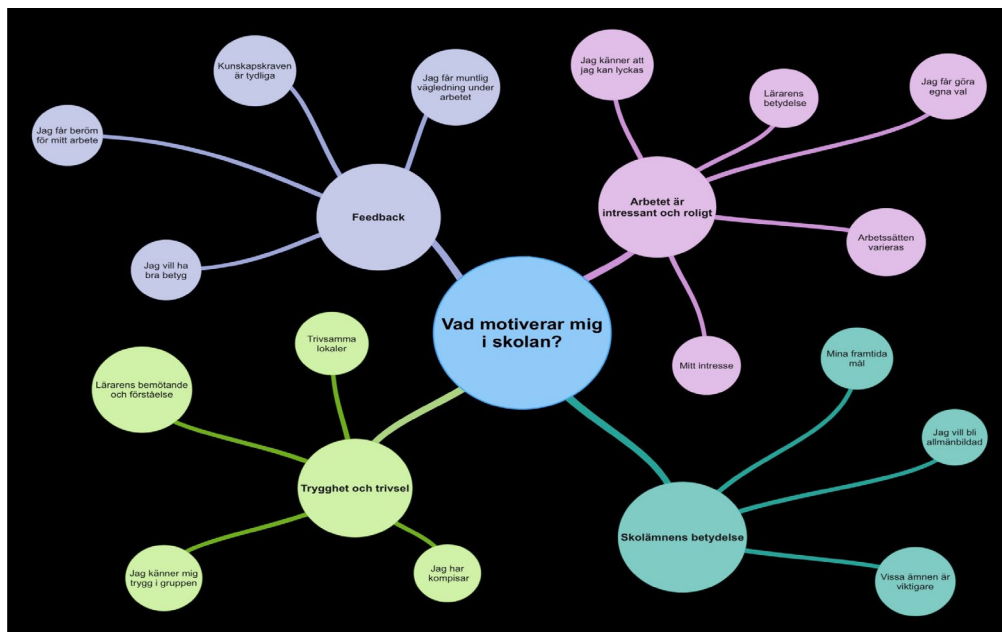 Kunskapskraven
är tydliga
Jag får muntlig
vägledning under
arbetet
Jag får beröm
för mitt arbete
Feedback
Jag vill ha
bra betyg
Jag känner att
jag kan lyckas
Lärarens
betydelse
Jag får göra
egna val
Arbetet är
intressant och roligt
Arbetssätten
varieras
Mitt intresse
Vad motiverar mig
i skolan?
Trivsamma
lokaler
Lärarens bemötande
och förståelse
Trygghet och trivsel
Jag känner mig
trygg i gruppen
Jag har
kompisar
Mina framtida
mål
Jag vill bli
allmänbildad
Skolämnens betydelse
Vissa ämnen är
viktigare